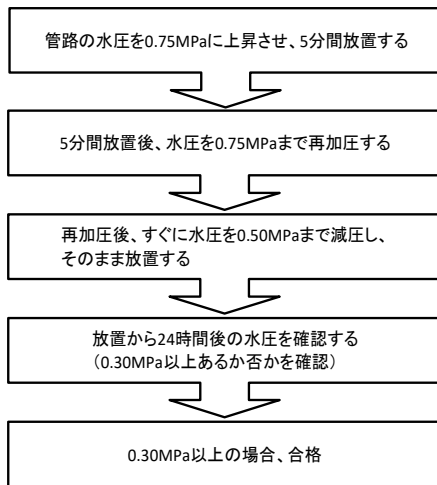 管路の水圧を0.75MPaに上昇させ、5分間放置する
5分間放置後、水圧を0.75MPaまで再加圧する
再加圧後、すぐに水圧を0.50MPaまで減圧し、
そのまま放置する
放置から24時間後の水圧を確認する
（0.30MPa以上あるか否かを確認）
0.30MPa以上の場合、合格